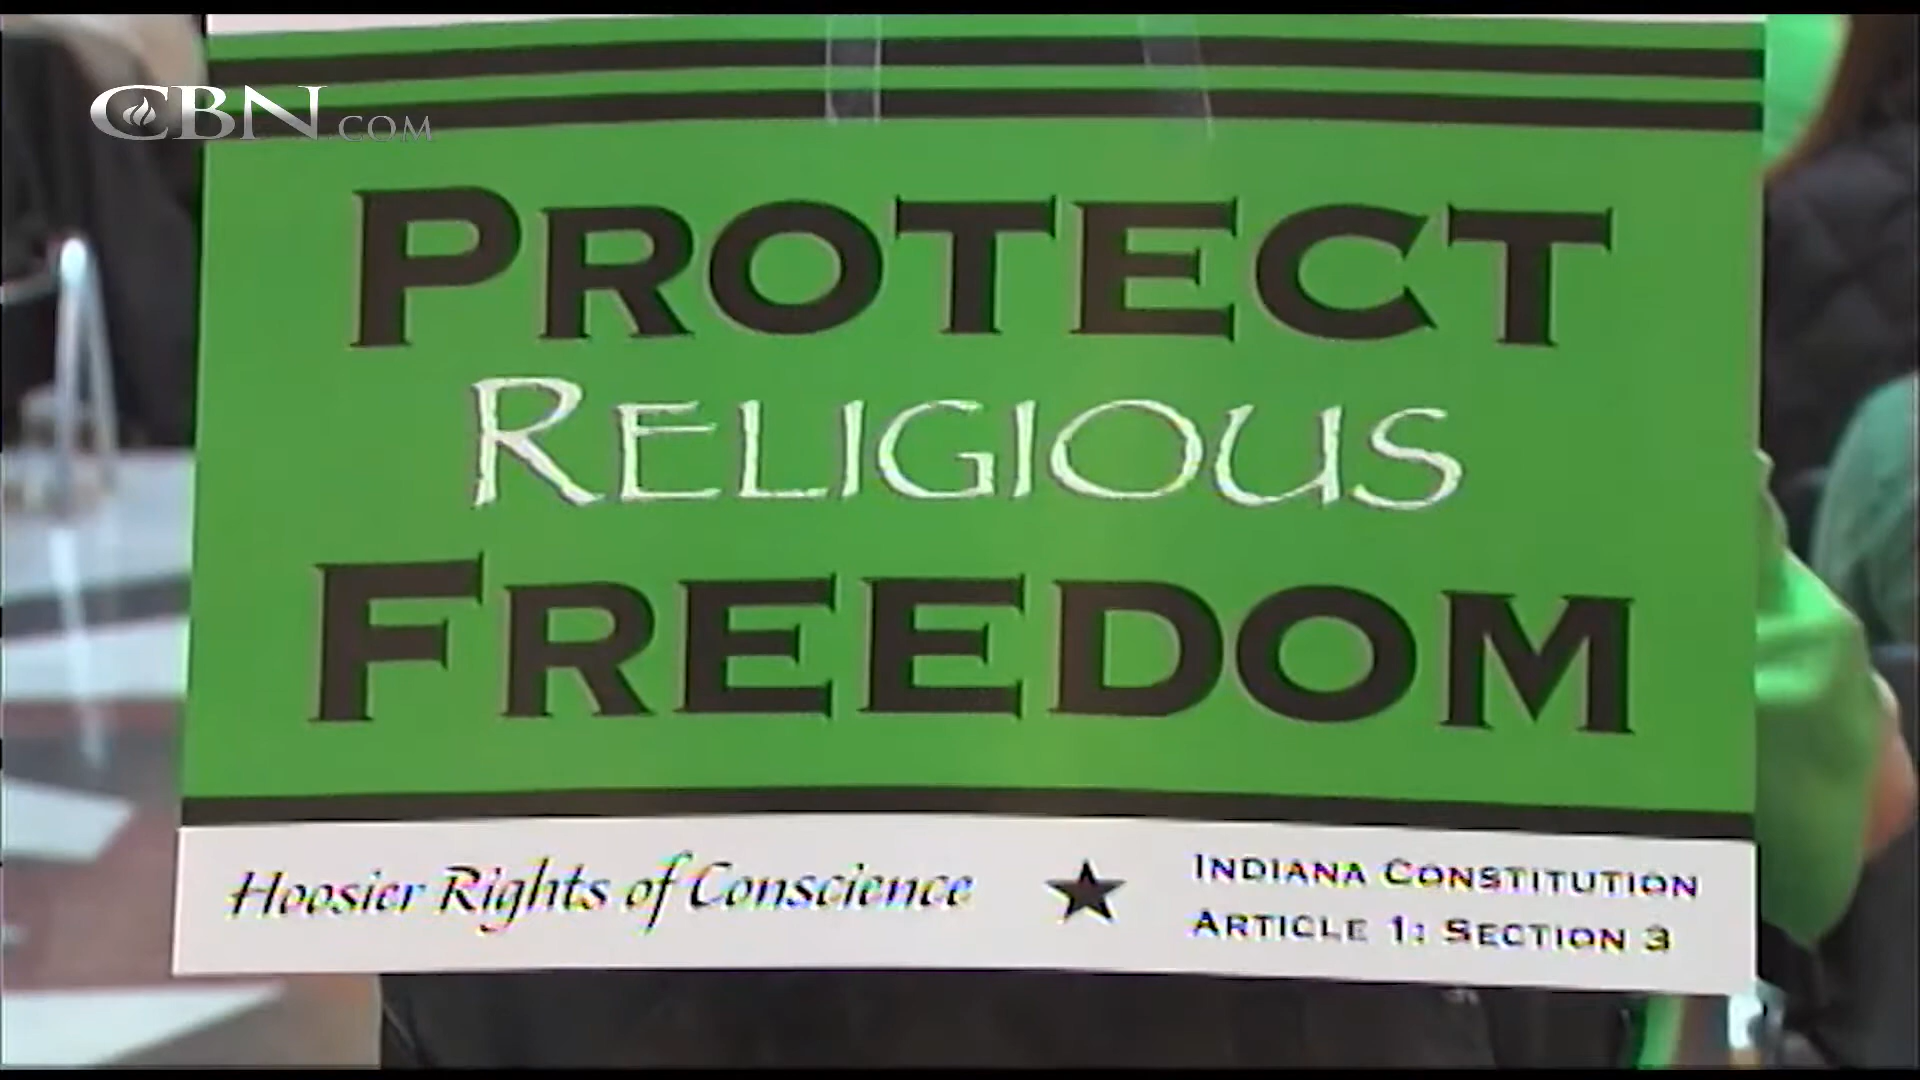 CBN.COM
PROTECT
RELIGIOUS
FREEDOM
Hoosier Rights of Conscience ★ INDIANA CONSTITUTION
ARTICLE 1: SECTION 3